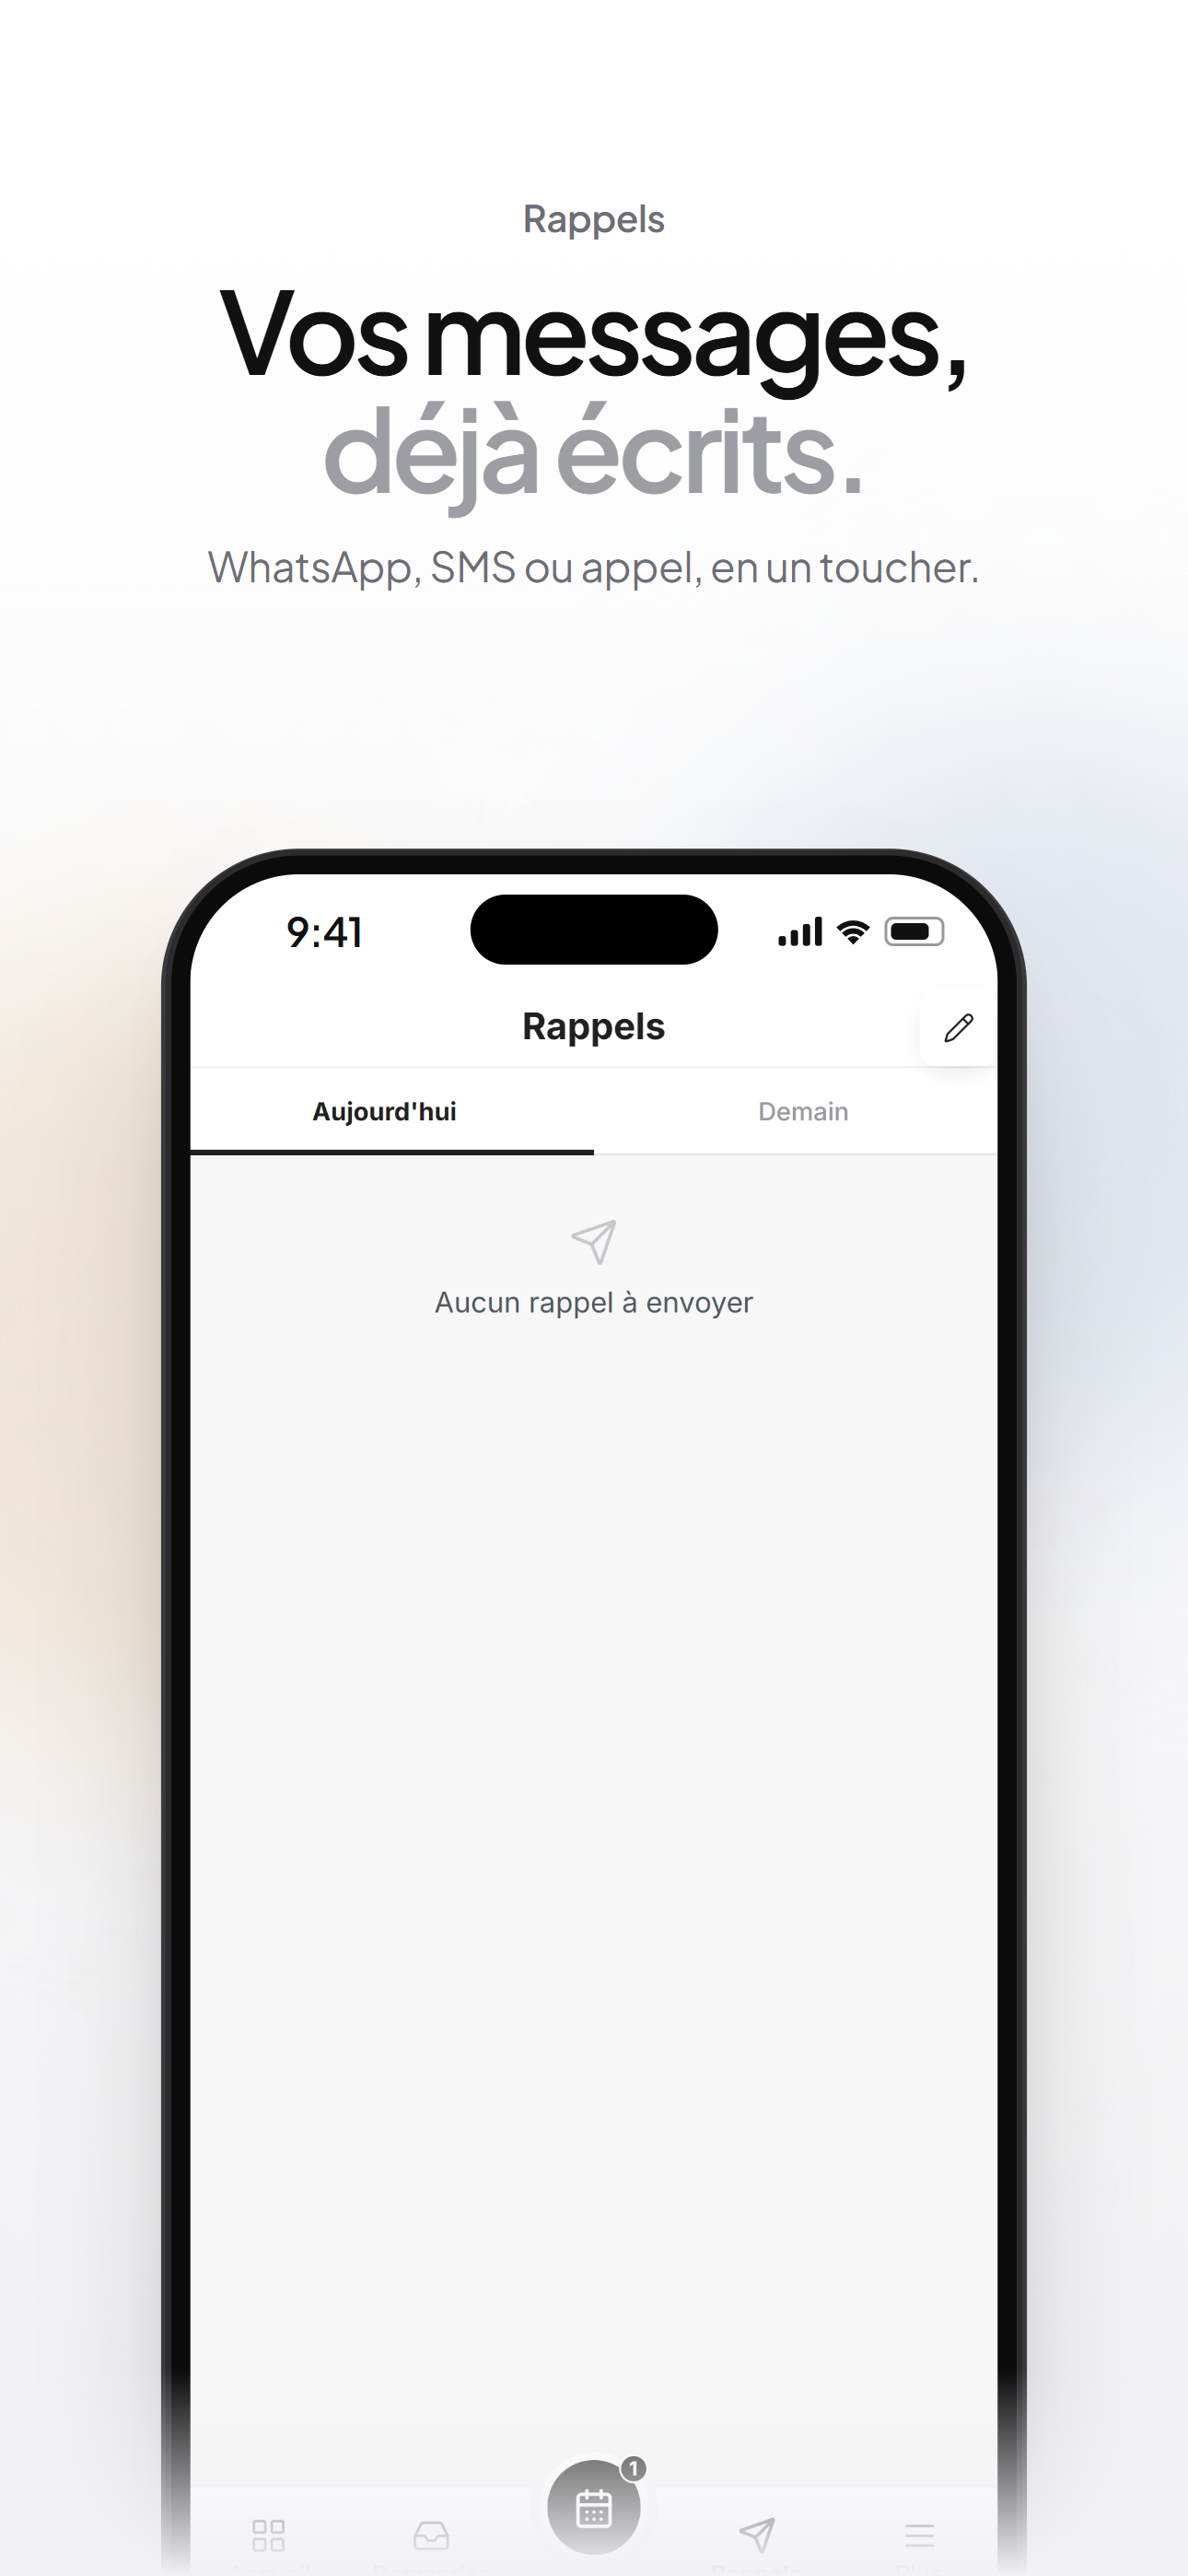 Rappels
Vos messages,
déjà écrits.
WhatsApp, SMS ou appel, en un toucher.
9:41
Rappels
Aujourd'hui
Demain
Aucun rappel à envoyer
1